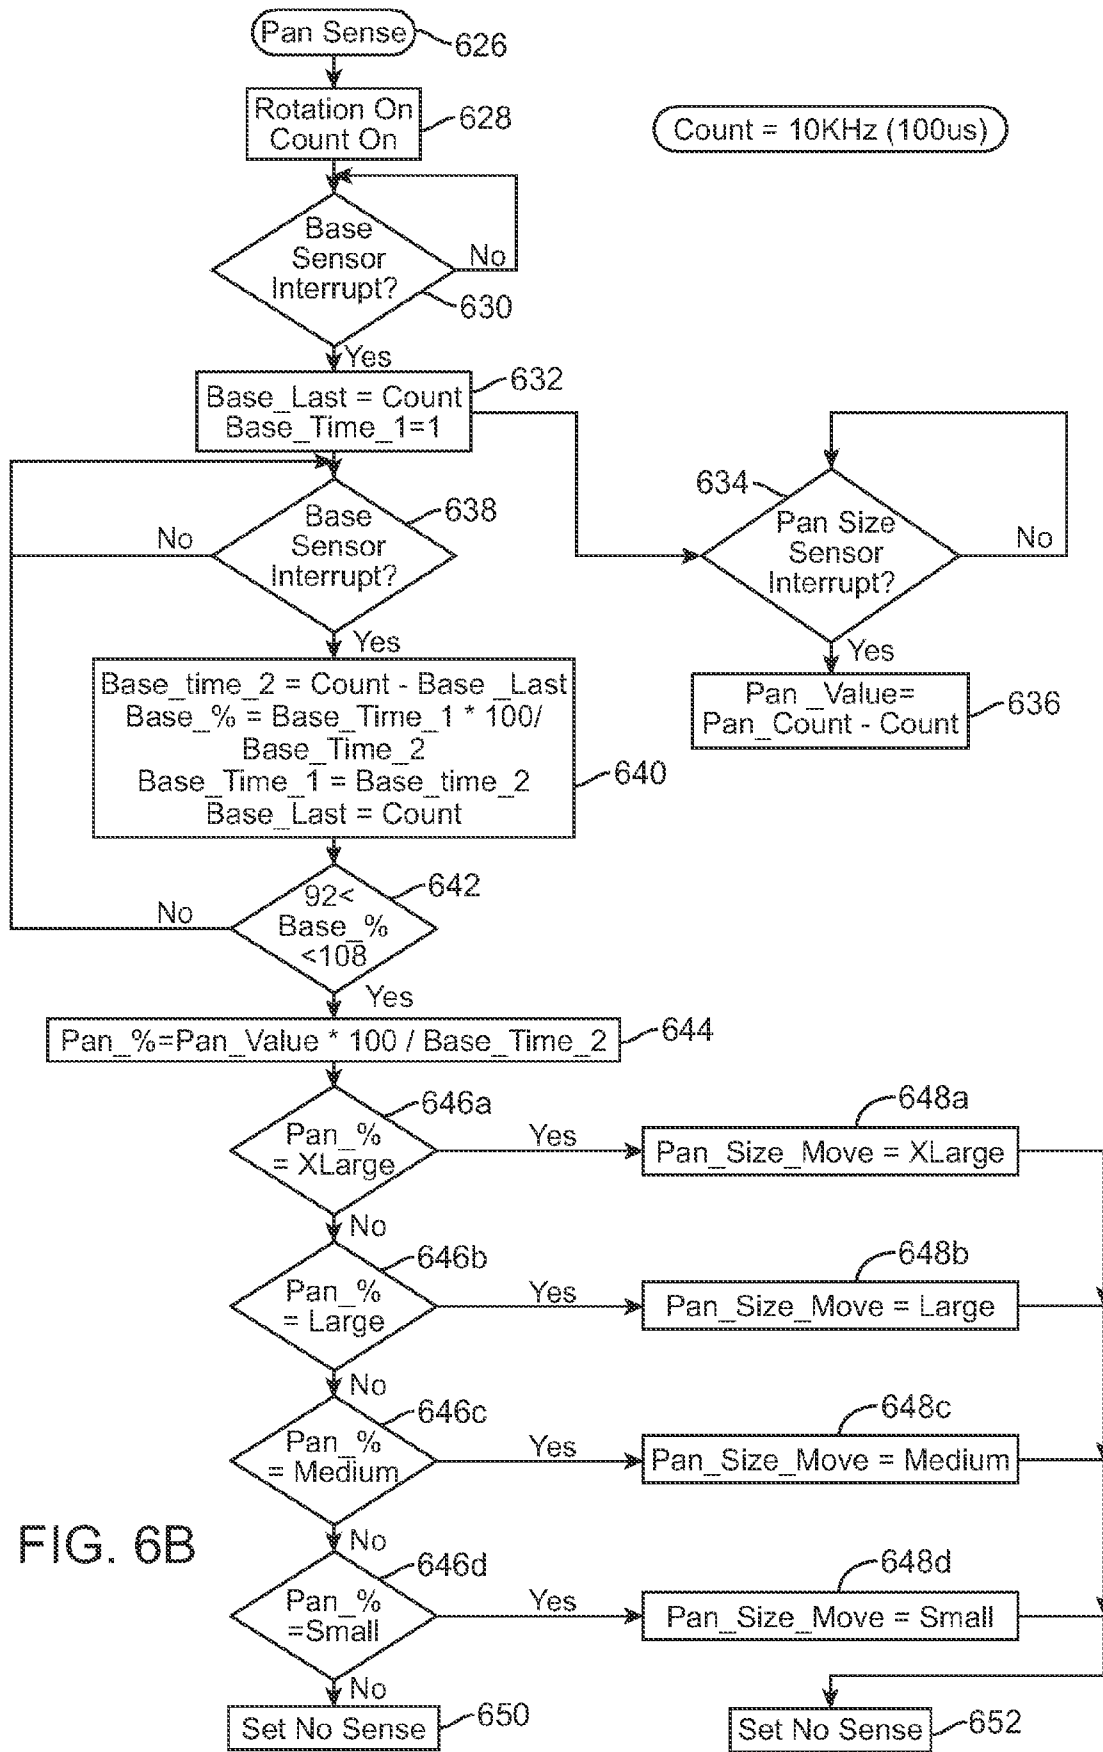 Pan Sense
626
Rotation On
Count On
628
Count = 10KHz (100us)
Base
Sensor
Interrupt?
No
630
Yes
Base_Last = Count
Base_Time_1=1
632
634
Pan Size
Sensor
Interrupt?
No
Yes
Pan _Value=
Pan_Count - Count
636
Base
Sensor
Interrupt?
638
No
Yes
Base_time_2 = Count - Base _Last
Base_% = Base_Time_1 * 100/
Base_Time_2
Base_Time_1 = Base_time_2
Base_Last = Count
640
92<
Base_%
<108
642
No
Yes
Pan_%=Pan_Value * 100 / Base_Time_2
644
Pan_%
= XLarge
646a
Yes
Pan_Size_Move = XLarge
648a
No
Pan_%
= Large
646b
Yes
Pan_Size_Move = Large
648b
No
Pan_%
= Medium
646c
Yes
Pan_Size_Move = Medium
648c
No
Pan_%
=Small
646d
Yes
Pan_Size_Move = Small
648d
No
Set No Sense
650
Set No Sense
652
FIG. 6B